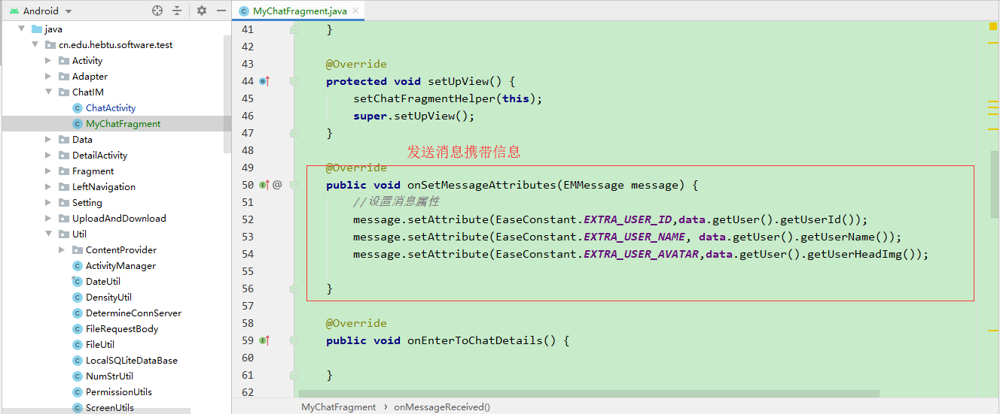 Android
java
cn.edu.hebtu.software.test
Activity
Adapter
ChatIM
ChatActivity
MyChatFragment
Data
DetailActivity
Fragment
LeftNavigation
Setting
UploadAndDownload
Util
ContentProvider
ActivityManager
DateUtil
DensityUtil
DetermineConnServer
FileRequestBody
FileUtil
LocalSQLiteDataBase
NumStrUtil
PermissionUtils
ScreenUtils
MyChatFragment.java
41 }
42
43 @Override
44 protected void setUpView() {
45 setChatFragmentHelper(this);
46 super.setUpView();
47 }
48
发送消息携带信息
49 @Override
50 @ public void onSetMessageAttributes(EMMessage message) {
51 //设置消息属性
52 message.setAttribute(EaseConstant.EXTRA_USER_ID,data.getUser().getUserId());
53 message.setAttribute(EaseConstant.EXTRA_USER_NAME, data.getUser().getUserName());
54 message.setAttribute(EaseConstant.EXTRA_USER_AVATAR,data.getUser().getUserHeadImg());
55
56 }
57
58 @Override
59 public void onEnterToChatDetails() {
60
61 }
62
MyChatFragment > onMessageReceived()